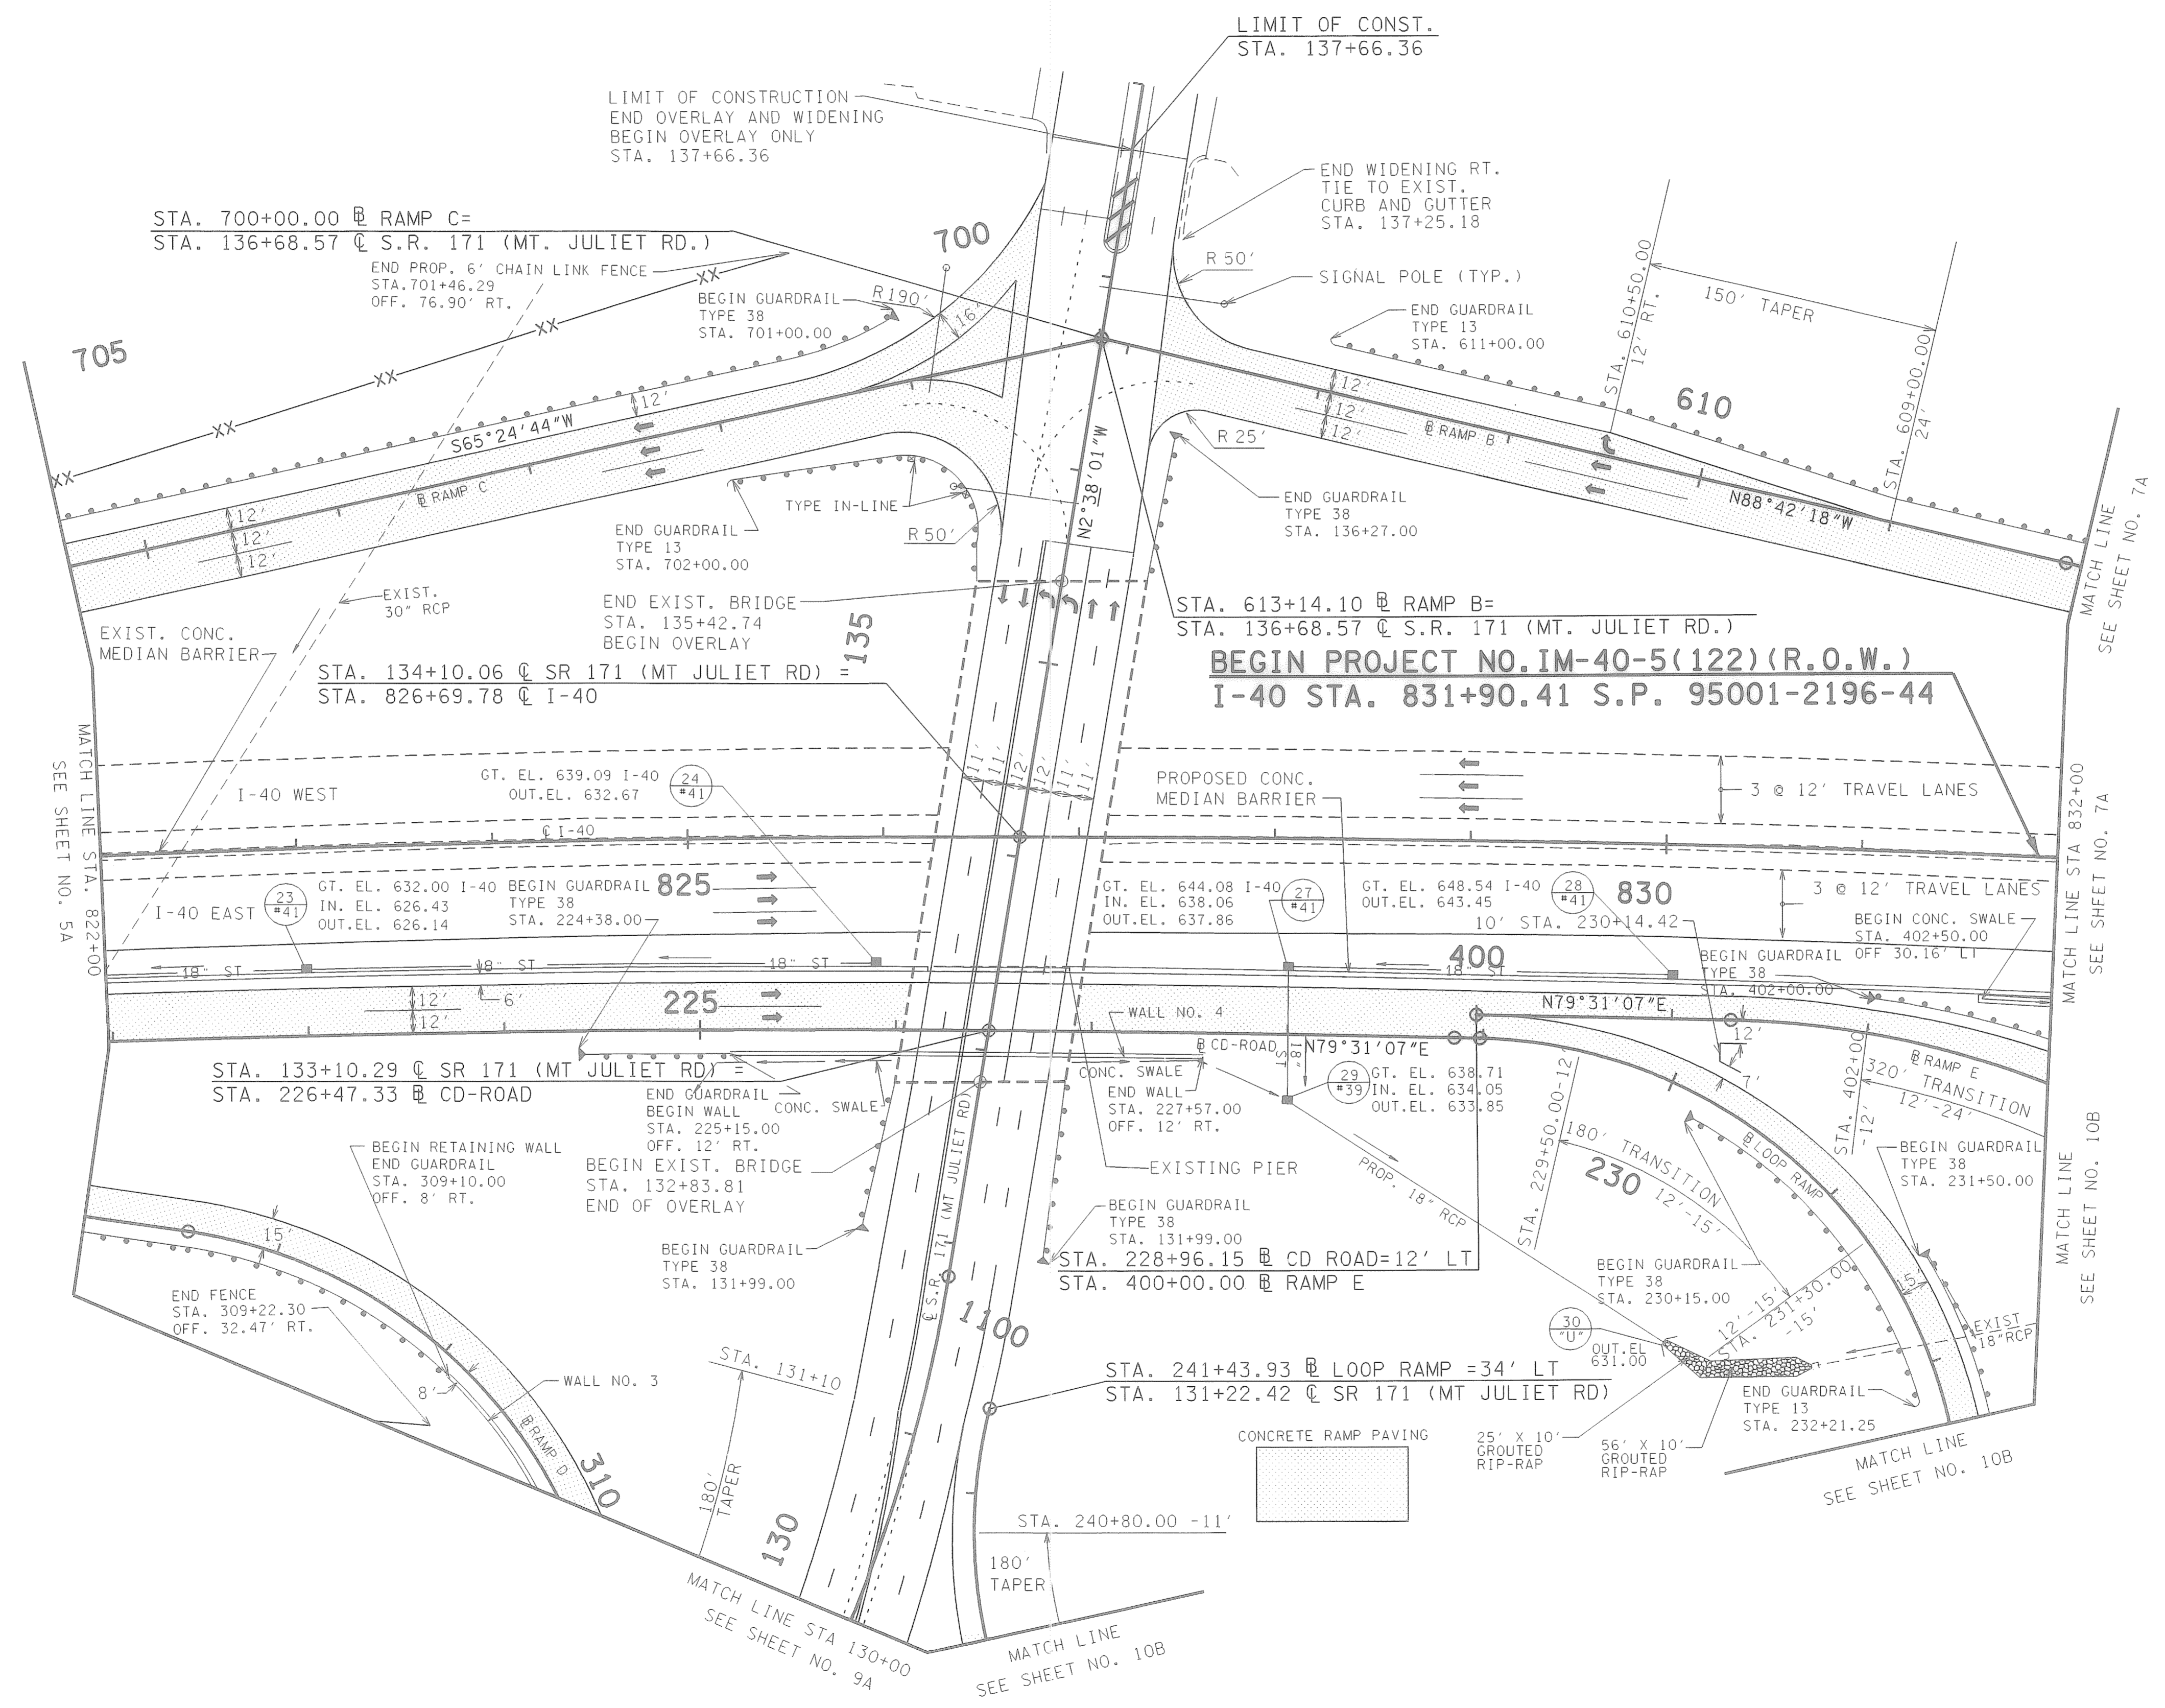 LIMIT OF CONST.
STA. 137+66.36
LIMIT OF CONSTRUCTION
END OVERLAY AND WIDENING
BEGIN OVERLAY ONLY
STA. 137+66.36
END WIDENING RT.
TIE TO EXIST.
CURB AND GUTTER
STA. 137+25.18
STA. 700+00.00 ℄ RAMP C=
STA. 136+68.57 ℄ S.R. 171 (MT. JULIET RD.)
END PROP. 6' CHAIN LINK FENCE
STA.701+46.29
OFF. 76.90' RT.
700
R 50'
SIGNAL POLE (TYP.)
BEGIN GUARDRAIL
TYPE 38
STA. 701+00.00
R190'
16'
END GUARDRAIL
TYPE 13
STA. 611+00.00
STA. 610+50.00
12' RT.
150' TAPER
STA. 609+00.00
24'
705
XX
XX
XX
XX
XX
12'
S65°24'44"W
℄ RAMP C
12'
12'
12'
12'
12'
12'
℄ RAMP B
610
N88°42'18"W
R 25'
N2°38'01"W
TYPE IN-LINE
R 50'
END GUARDRAIL
TYPE 13
STA. 702+00.00
END GUARDRAIL
TYPE 38
STA. 136+27.00
MATCH LINE
SEE SHEET NO. 7A
EXIST.
30" RCP
END EXIST. BRIDGE
STA. 135+42.74
BEGIN OVERLAY
135
STA. 613+14.10 ℄ RAMP B=
STA. 136+68.57 ℄ S.R. 171 (MT. JULIET RD.)
EXIST. CONC.
MEDIAN BARRIER
STA. 134+10.06 ℄ SR 171 (MT JULIET RD) =
STA. 826+69.78 ℄ I-40
BEGIN PROJECT NO.IM-40-5(122)(R.O.W.)
I-40 STA. 831+90.41 S.P. 95001-2196-44
MATCH LINE STA. 822+00
SEE SHEET NO. 5A
I-40 WEST
GT. EL. 639.09 I-40
OUT.EL. 632.67
24
#41
11'
11'
12'
12'
11'
11'
PROPOSED CONC.
MEDIAN BARRIER
3 @ 12' TRAVEL LANES
MATCH LINE STA 832+00
SEE SHEET NO. 7A
℄ I-40
I-40 EAST
23
#41
GT. EL. 632.00 I-40
IN. EL. 626.43
OUT.EL. 626.14
BEGIN GUARDRAIL
TYPE 38
STA. 224+38.00
825
GT. EL. 644.08 I-40
IN. EL. 638.06
OUT.EL. 637.86
27
#41
GT. EL. 648.54 I-40
OUT.EL. 643.45
28
#41
830
10' STA. 230+14.42
3 @ 12' TRAVEL LANES
BEGIN CONC. SWALE
STA. 402+50.00
OFF 30.16' LT
400
BEGIN GUARDRAIL
TYPE 38
STA. 402+00.00
18" ST
18" ST
18" ST
18" ST
12'
12'
6'
225
N79°31'07"E
WALL NO. 4
℄ CD-ROAD
N79°31'07"E
18"
ST
12'
7'
℄ RAMP E
320' TRANSITION
12'-24'
STA. 402+00
-12'
STA. 133+10.29 ℄ SR 171 (MT JULIET RD) =
STA. 226+47.33 ℄ CD-ROAD
END GUARDRAIL
BEGIN WALL
STA. 225+15.00
OFF. 12' RT.
CONC. SWALE
CONC. SWALE
END WALL
STA. 227+57.00
OFF. 12' RT.
29
#39
GT. EL. 638.71
IN. EL. 634.05
OUT.EL. 633.85
STA. 229+50.00-12'
180' TRANSITION
12'-15'
230
℄ LOOP RAMP
BEGIN GUARDRAIL
TYPE 38
STA. 231+50.00
MATCH LINE
SEE SHEET NO. 10B
BEGIN RETAINING WALL
END GUARDRAIL
STA. 309+10.00
OFF. 8' RT.
BEGIN EXIST. BRIDGE
STA. 132+83.81
END OF OVERLAY
EXISTING PIER
PROP. 18" RCP
BEGIN GUARDRAIL
TYPE 38
STA. 131+99.00
BEGIN GUARDRAIL
TYPE 38
STA. 131+99.00
℄ S.R. 171 (MT JULIET RD)
STA. 228+96.15 ℄ CD ROAD=12' LT
STA. 400+00.00 ℄ RAMP E
BEGIN GUARDRAIL
TYPE 38
STA. 230+15.00
12'-15'
STA. 231+30.00
-15'
15'
15'
END FENCE
STA. 309+22.30
OFF. 32.47' RT.
1100
30
"U"
OUT.EL
631.00
EXIST
18"RCP
8'
WALL NO. 3
℄ RAMP D
310
STA. 131+10
180'
TAPER
STA. 241+43.93 ℄ LOOP RAMP =34' LT
STA. 131+22.42 ℄ SR 171 (MT JULIET RD)
END GUARDRAIL
TYPE 13
STA. 232+21.25
CONCRETE RAMP PAVING
25' X 10'
GROUTED
RIP-RAP
56' X 10'
GROUTED
RIP-RAP
MATCH LINE
SEE SHEET NO. 10B
130
STA. 240+80.00 -11'
180'
TAPER
MATCH LINE STA 130+00
SEE SHEET NO. 9A
MATCH LINE
SEE SHEET NO. 10B